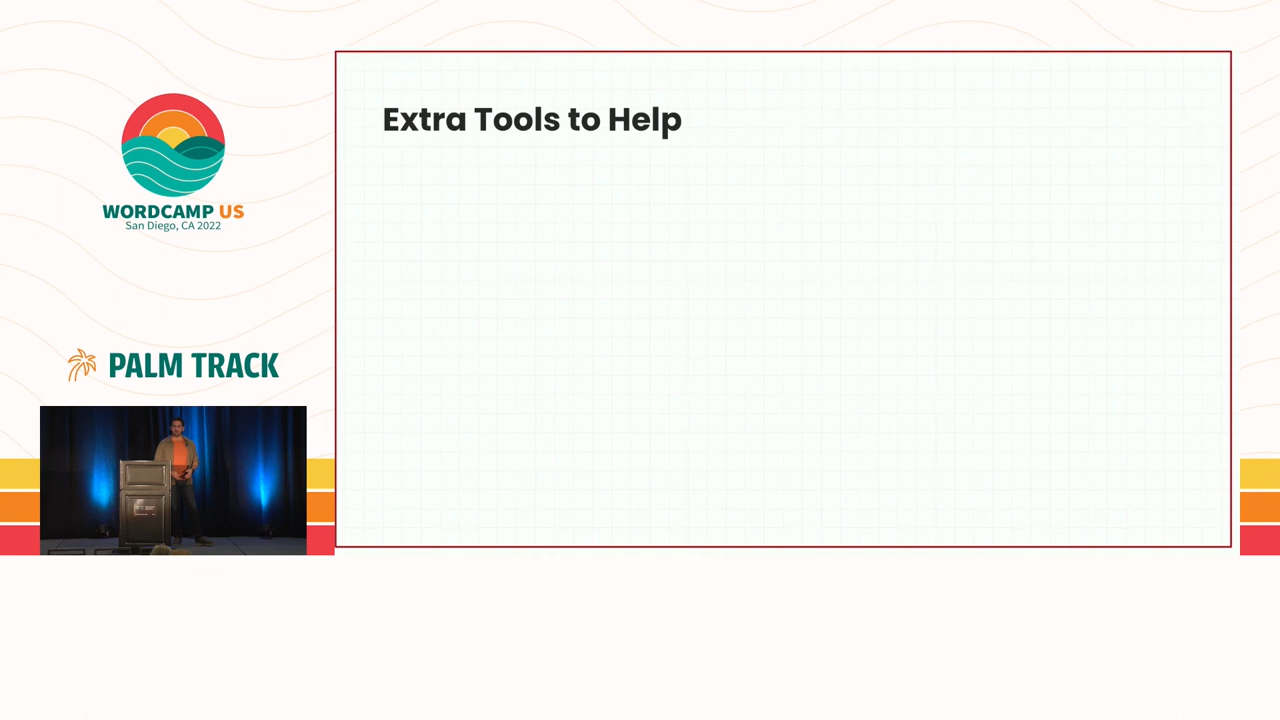 WORDCAMP US
San Diego, CA 2022
PALM TRACK
Extra Tools to Help